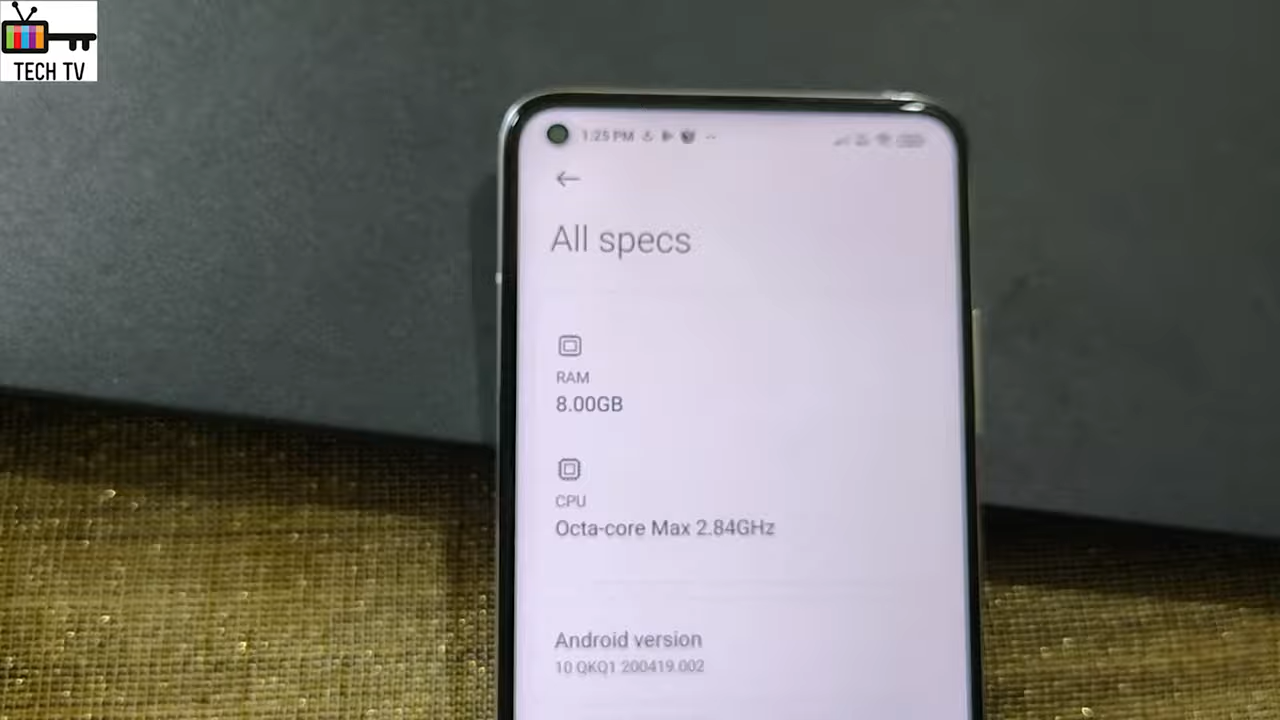 TECH TV
1:25 PM
All specs
RAM
8.00GB
CPU
Octa-core Max 2.84GHz
Android version
10 QKQ1 200419.002